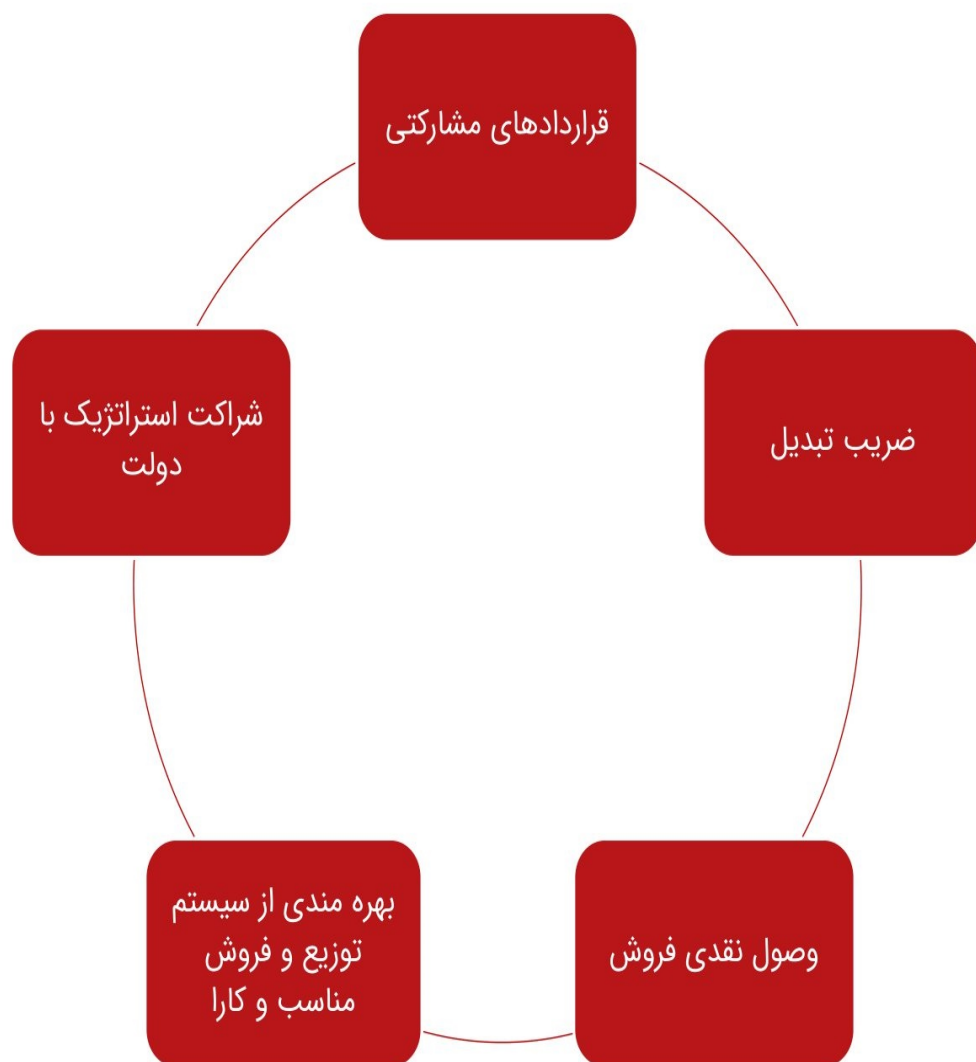 قراردادهای مشارکتی
ضریب تبدیل
شراکت استراتژیک با
دولت
وصول نقدی فروش
بهره مندی از سیستم
توزیع و فروش
مناسب و کارا